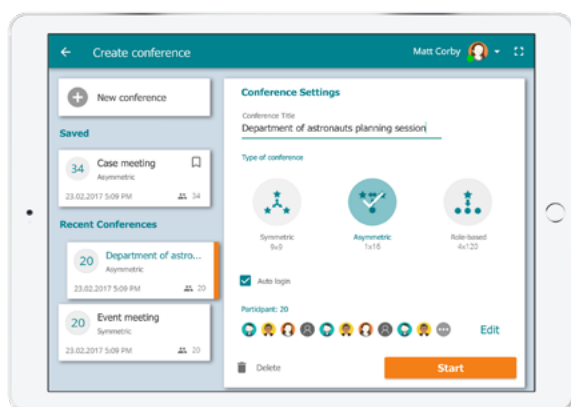 Create conference
Matt Corby
New conference
Saved
34
Case meeting
Asymmetric
23.02.2017 5:09 PM
34
Recent Conferences
20
Department of astro...
Asymmetric
23.02.2017 5:09 PM
20
20
Event meeting
Symmetric
23.02.2017 5:09 PM
20
Conference Settings
Conference Title
Department of astronauts planning session
Type of conference
Symmetric
9x9
Asymmetric
1x16
Role-based
4x120
Auto login
Participant: 20
Edit
Delete
Start